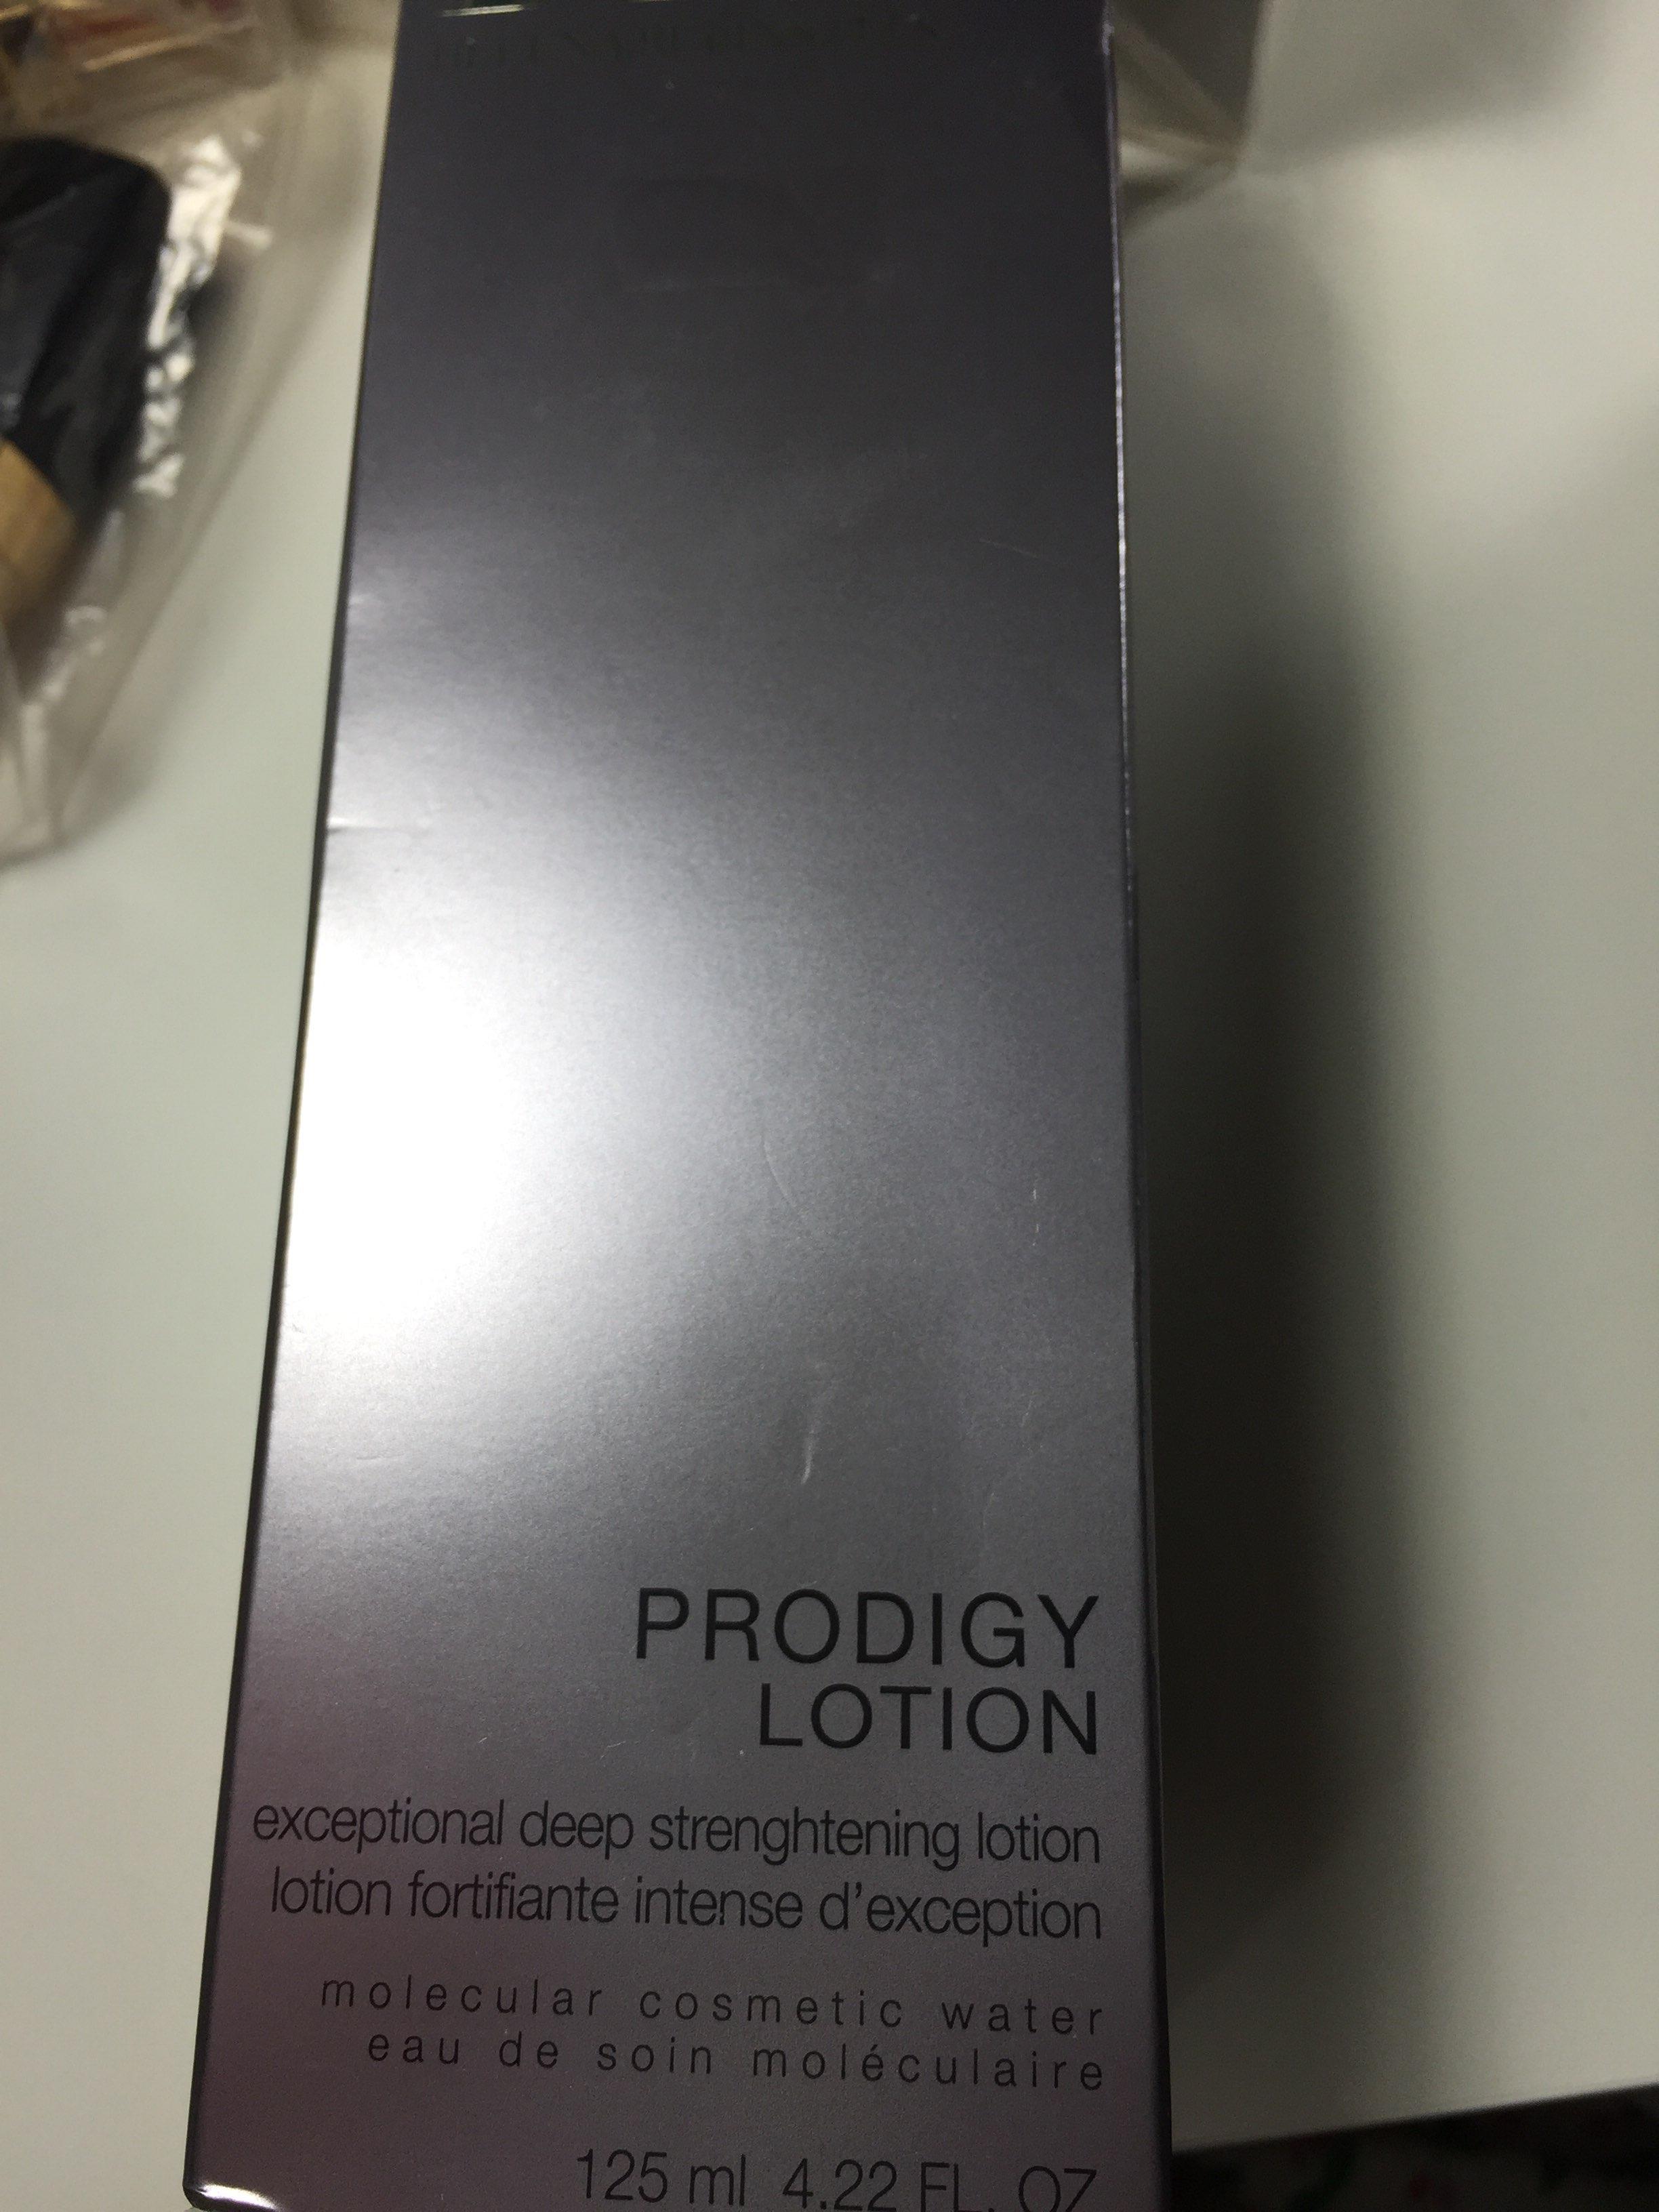 PRODIGY
LOTION
exceptional deep strenghtening lotion
lotion fortifiante intense d'exception
molecular cosmetic water
eau de soin moléculaire
125 ml 4.22 FL. OZ